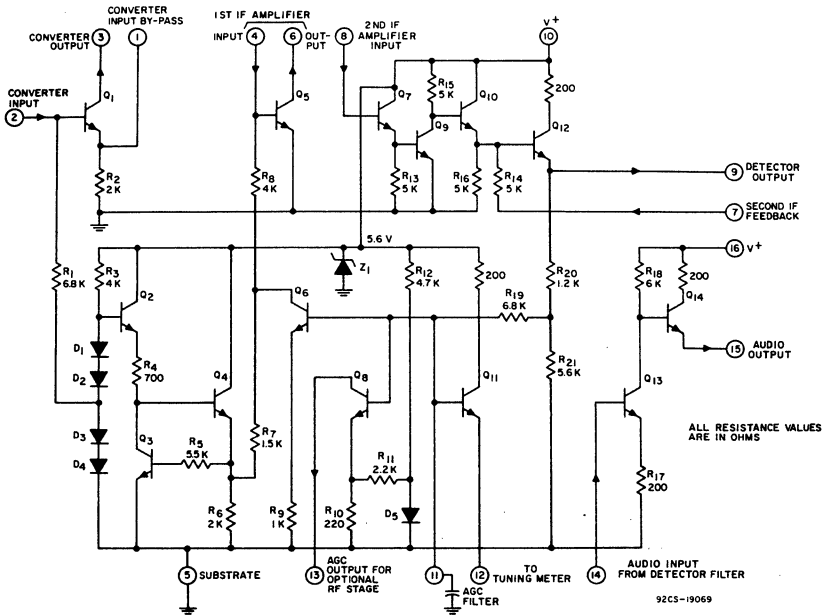 CONVERTER
INPUT BY-PASS
1ST IF AMPLIFIER
CONVERTER
OUTPUT
3
1
INPUT
4
6
OUT-
PUT
8
2ND IF
AMPLIFIER
INPUT
V+
10
CONVERTER
INPUT
2
Q1
Q5
Q7
R15
5K
Q10
200
Q9
Q12
R2
2K
R8
4K
R13
5K
R16
5K
R14
5K
9
DETECTOR
OUTPUT
7
SECOND IF
FEEDBACK
5.6 V
16
V+
R1
6.8K
R3
4K
Q2
Z1
Q6
R12
4.7K
200
R19
6.8K
R20
1.2K
R18
6K
200
Q14
D1
R4
700
15
AUDIO
OUTPUT
D2
Q4
Q8
Q11
R21
5.6K
Q13
D3
Q3
R5
5.5K
R7
1.5K
R11
2.2K
ALL RESISTANCE VALUES
ARE IN OHMS
D4
R6
2K
R9
1K
R10
220
D5
R17
200
5
SUBSTRATE
13
AGC
OUTPUT FOR
OPTIONAL
RF STAGE
11
AGC
FILTER
12
TO
TUNING METER
14
AUDIO INPUT
FROM DETECTOR FILTER
92CS-19069